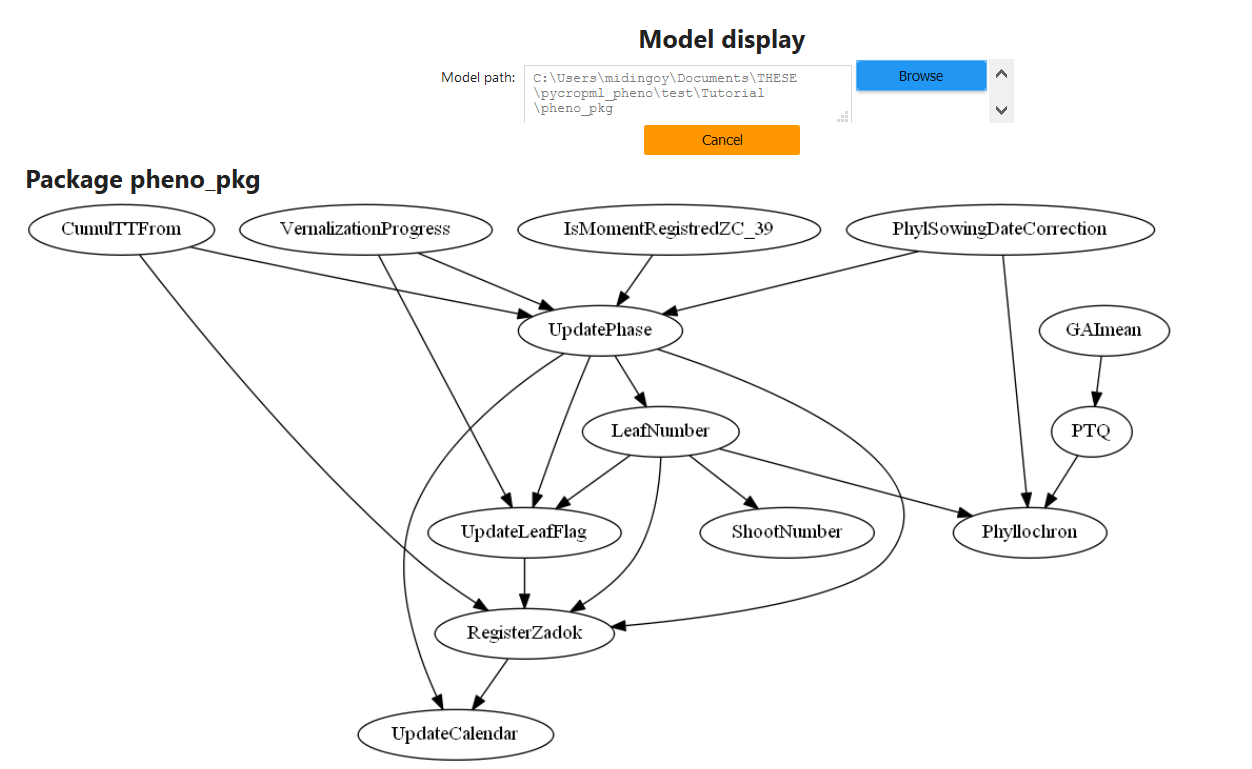 Model display
Model path:
C:\Users\midingoy\Documents\THESE
\pycropml_pheno\test\Tutorial
\pheno_pkg
Browse
Cancel
Package pheno_pkg
CumulTTFrom
VernalizationProgress
IsMomentRegistredZC_39
PhylSowingDateCorrection
UpdatePhase
GAImean
LeafNumber
PTQ
UpdateLeafFlag
ShootNumber
Phyllochron
RegisterZadok
UpdateCalendar